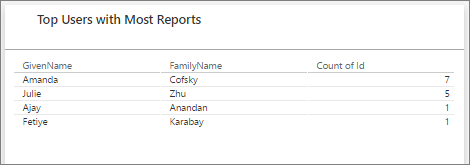 Top Users with Most Reports
GivenName FamilyName Count of Id
Amanda Cofsky 7
Julie Zhu 5
Ajay Anandan 1
Fetiye Karabay 1